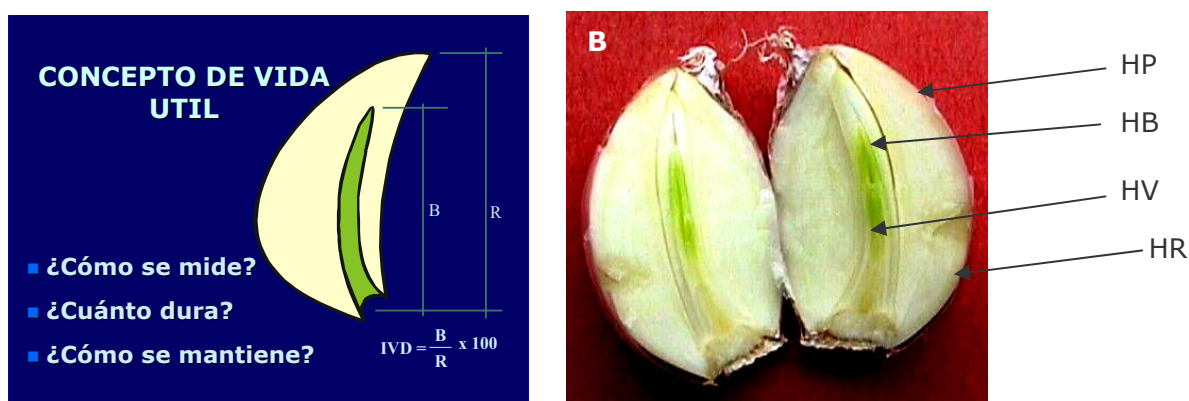 CONCEPTO DE VIDA
UTIL
B
R
¿Cómo se mide?
¿Cuánto dura?
¿Cómo se mantiene?
IVD = B/R x 100
B
HP
HB
HV
HR